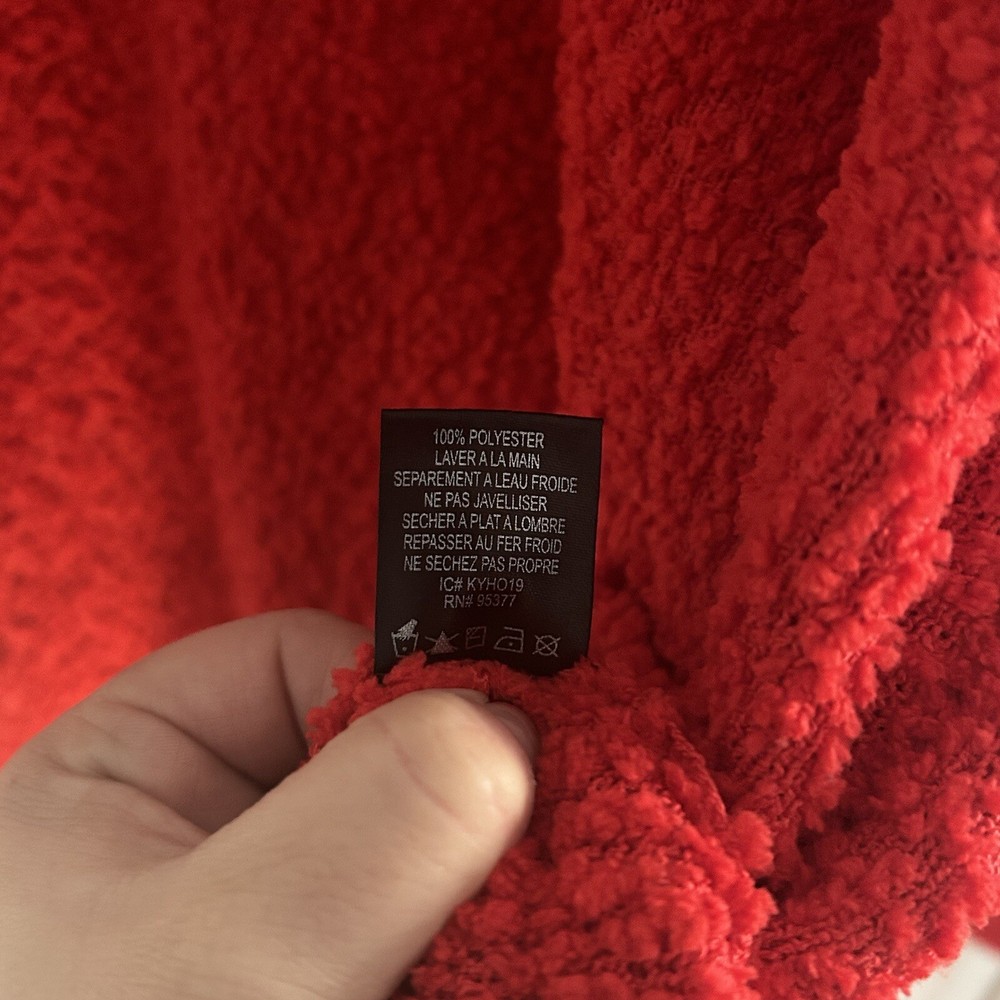 100% POLYESTER
LAVER A LA MAIN
SEPAREMENT A LEAU FROIDE
NE PAS JAVELLISER
SECHER A PLAT A LOMBRE
REPASSER AU FER FROID
NE SECHEZ PAS PROPRE
IC# KYHO19
RN# 95377